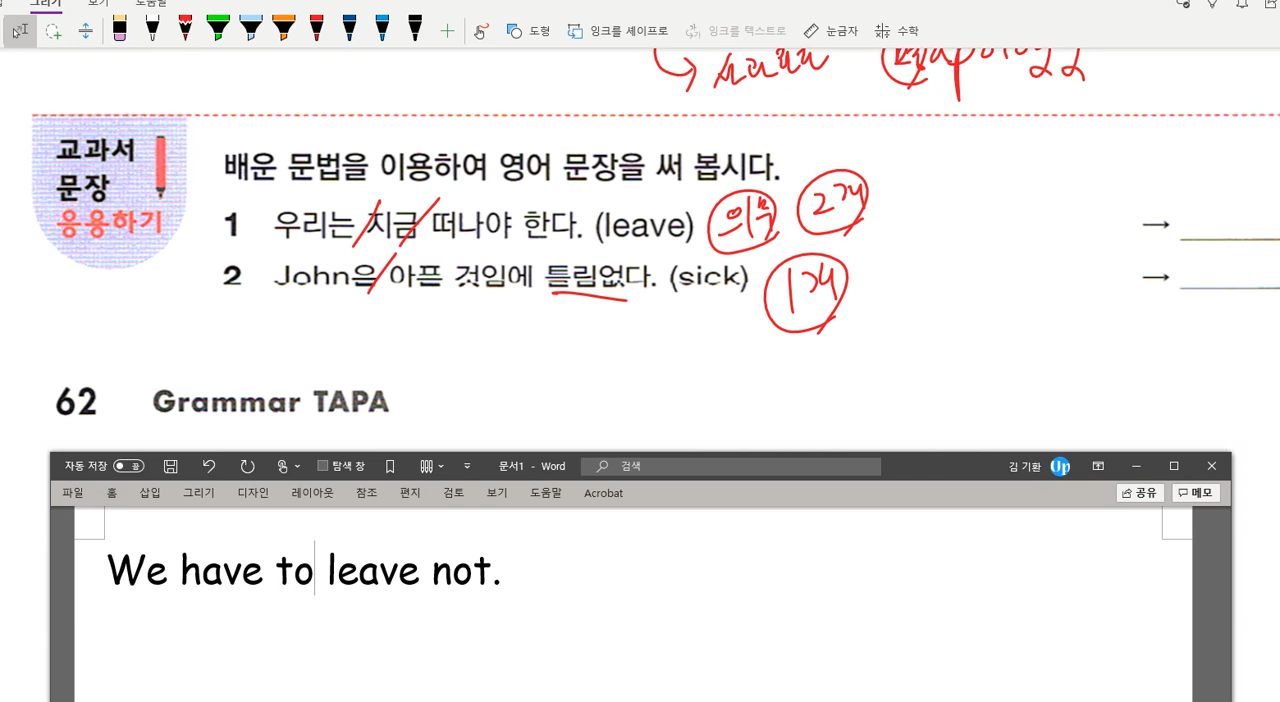 그리기 보기 도움말
도형 잉크를 셰이프로 잉크를 텍스트로 눈금자 수학
교과서
문장
응용하기
배운 문법을 이용하여 영어 문장을 써 봅시다.
1 우리는 지금 떠나야 한다. (leave) 의무 2개 →
2 John은 아픈 것임에 틀림없다. (sick) 1개 →
62 Grammar TAPA
자동 저장 끔 탐색 창 문서1 - Word 검색 김 기환 Up
파일 홈 삽입 그리기 디자인 레이아웃 참조 편지 검토 보기 도움말 Acrobat 공유 메모
We have to leave not.